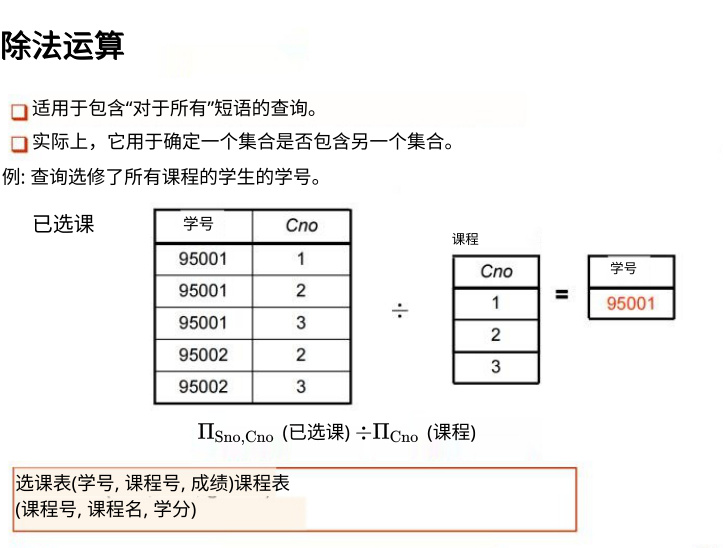 除法运算
适用于包含“对于所有”短语的查询。
实际上，它用于确定一个集合是否包含另一个集合。
例: 查询选修了所有课程的学生的学号。
已选课
学号 Cno
95001 1
95001 2
95001 3
95002 2
95002 3
÷
课程
Cno
1
2
3
=
学号
95001
Π Sno,Cno (已选课) ÷ Π Cno (课程)
选课表(学号, 课程号, 成绩)课程表
(课程号, 课程名, 学分)